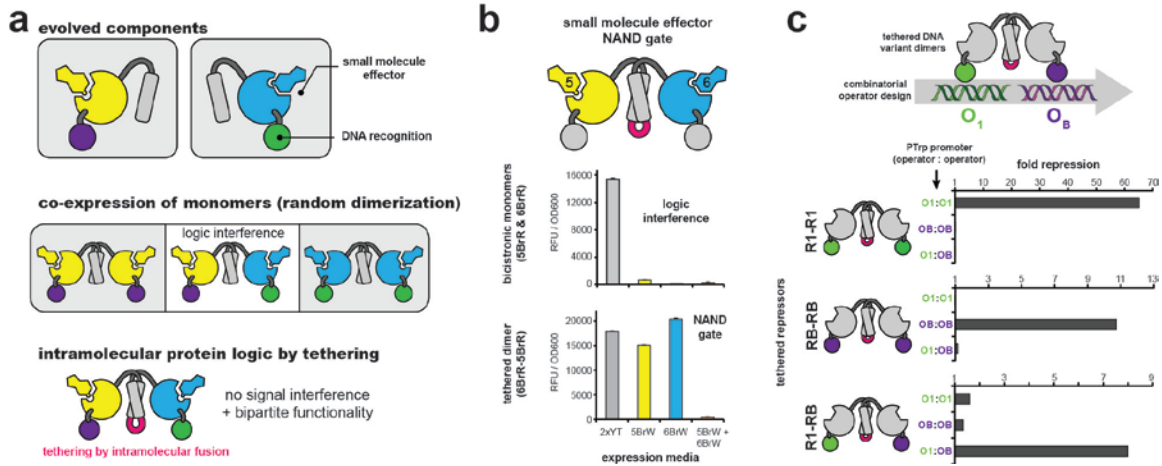 a
evolved components
small molecule
effector
DNA recognition
co-expression of monomers (random dimerization)
logic interference
intramolecular protein logic by tethering
no signal interference
+ bipartite functionality
tethering by intramolecular fusion
b
small molecule effector
NAND gate
5
6
bicistronic monomers
(5BrR & 6BrR)
RFU / OD600
16000
12000
8000
4000
0
logic
interference
tethered dimer
(6BrR-5BrR)
RFU / OD600
20000
15000
10000
5000
0
NAND
gate
2xYT
5BrW
6BrW
5BrW +
6BrW
expression media
c
tethered DNA
variant dimers
combinatorial
operator design
O1
OB
PTrp promoter
(operator : operator)
fold repression
tethered repressors
1 10 20 30 40 50 60 70
R1-R1
O1:O1
OB:OB
O1:OB
1 3 5 7 9 11 13
RB-RB
O1:O1
OB:OB
O1:OB
1 3 5 7 9
R1-RB
O1:O1
OB:OB
O1:OB